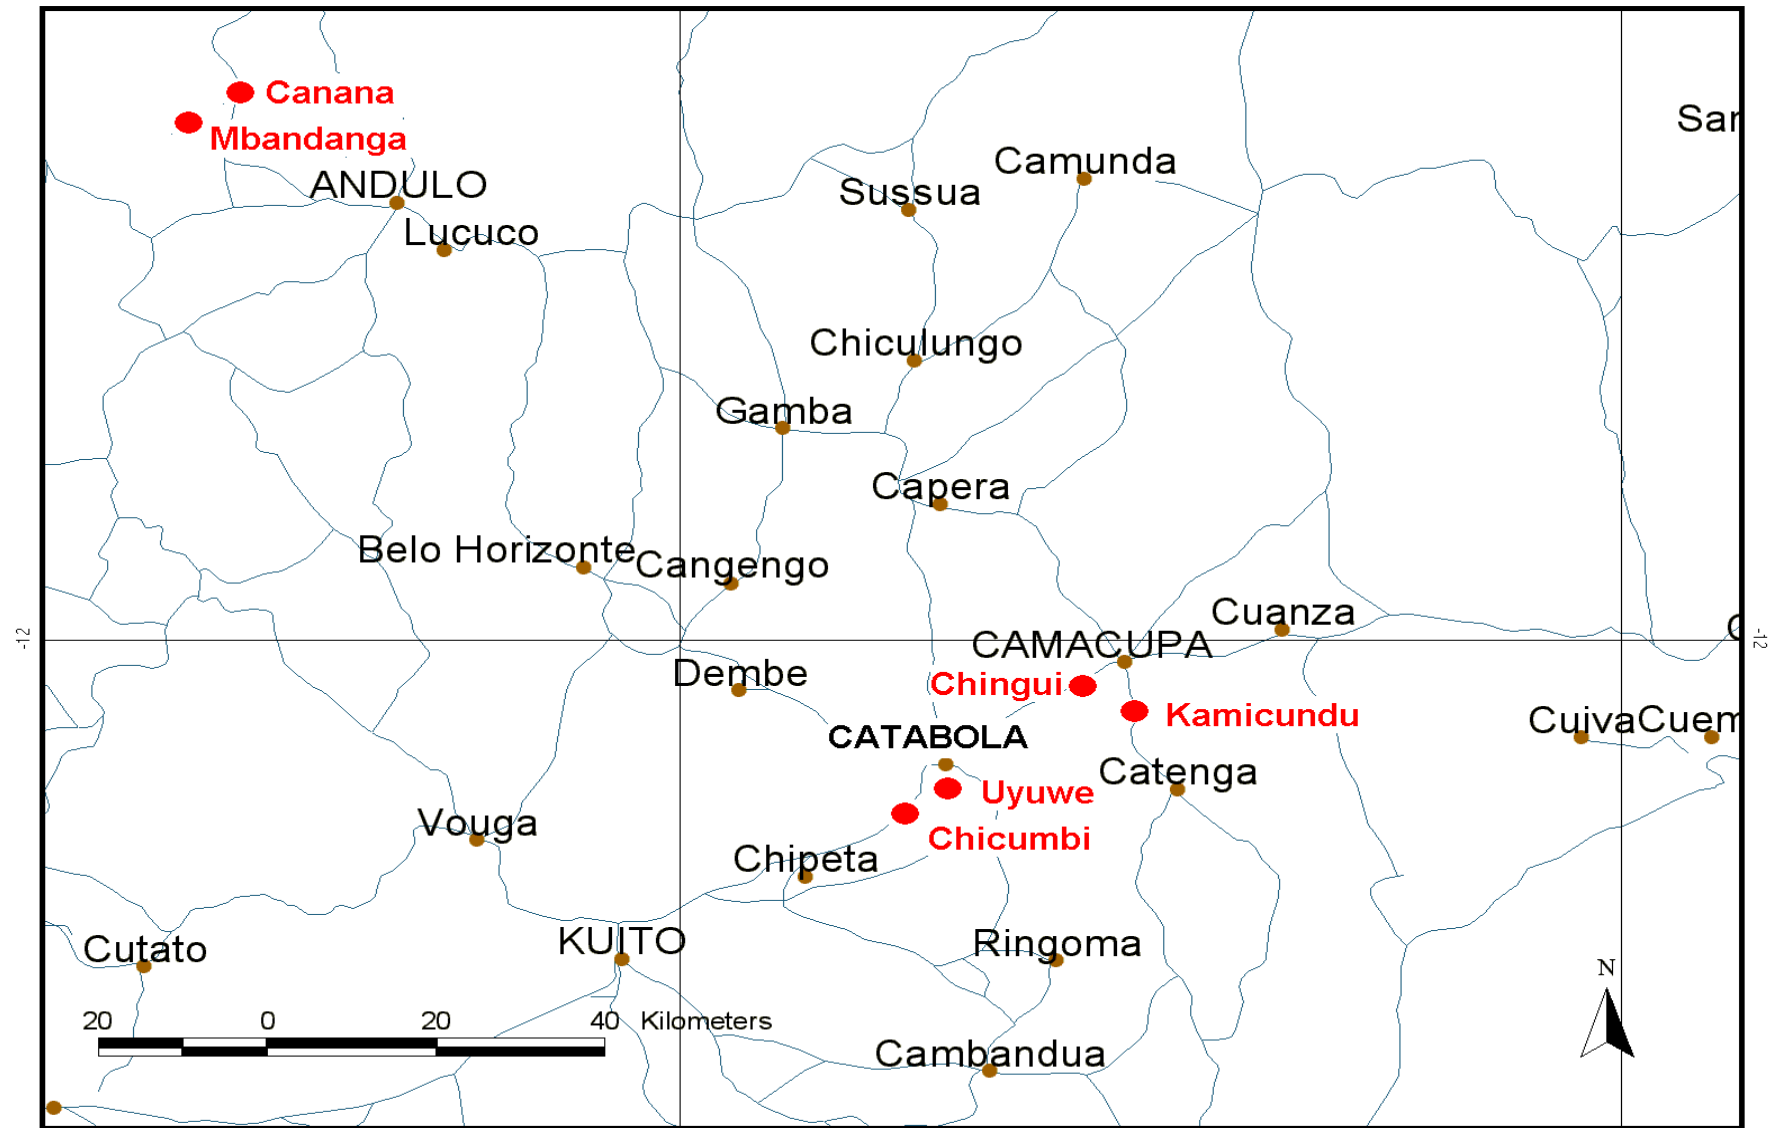 Canana
Mbandanga
Sar
Camunda
ANDULO
Sussua
Lucuco
Chiculungo
Gamba
Capera
Belo Horizonte
Cangengo
Cuanza
-12
CAMACUPA
C
-12
Dembe
Chingui
Kamicundu
CuivaCuem
CATABOLA
Catenga
Uyuwe
Vouga
Chicumbi
Chipeta
KUITO
Ringoma
Cutato
N
20 0 20 40 Kilometers
Cambandua